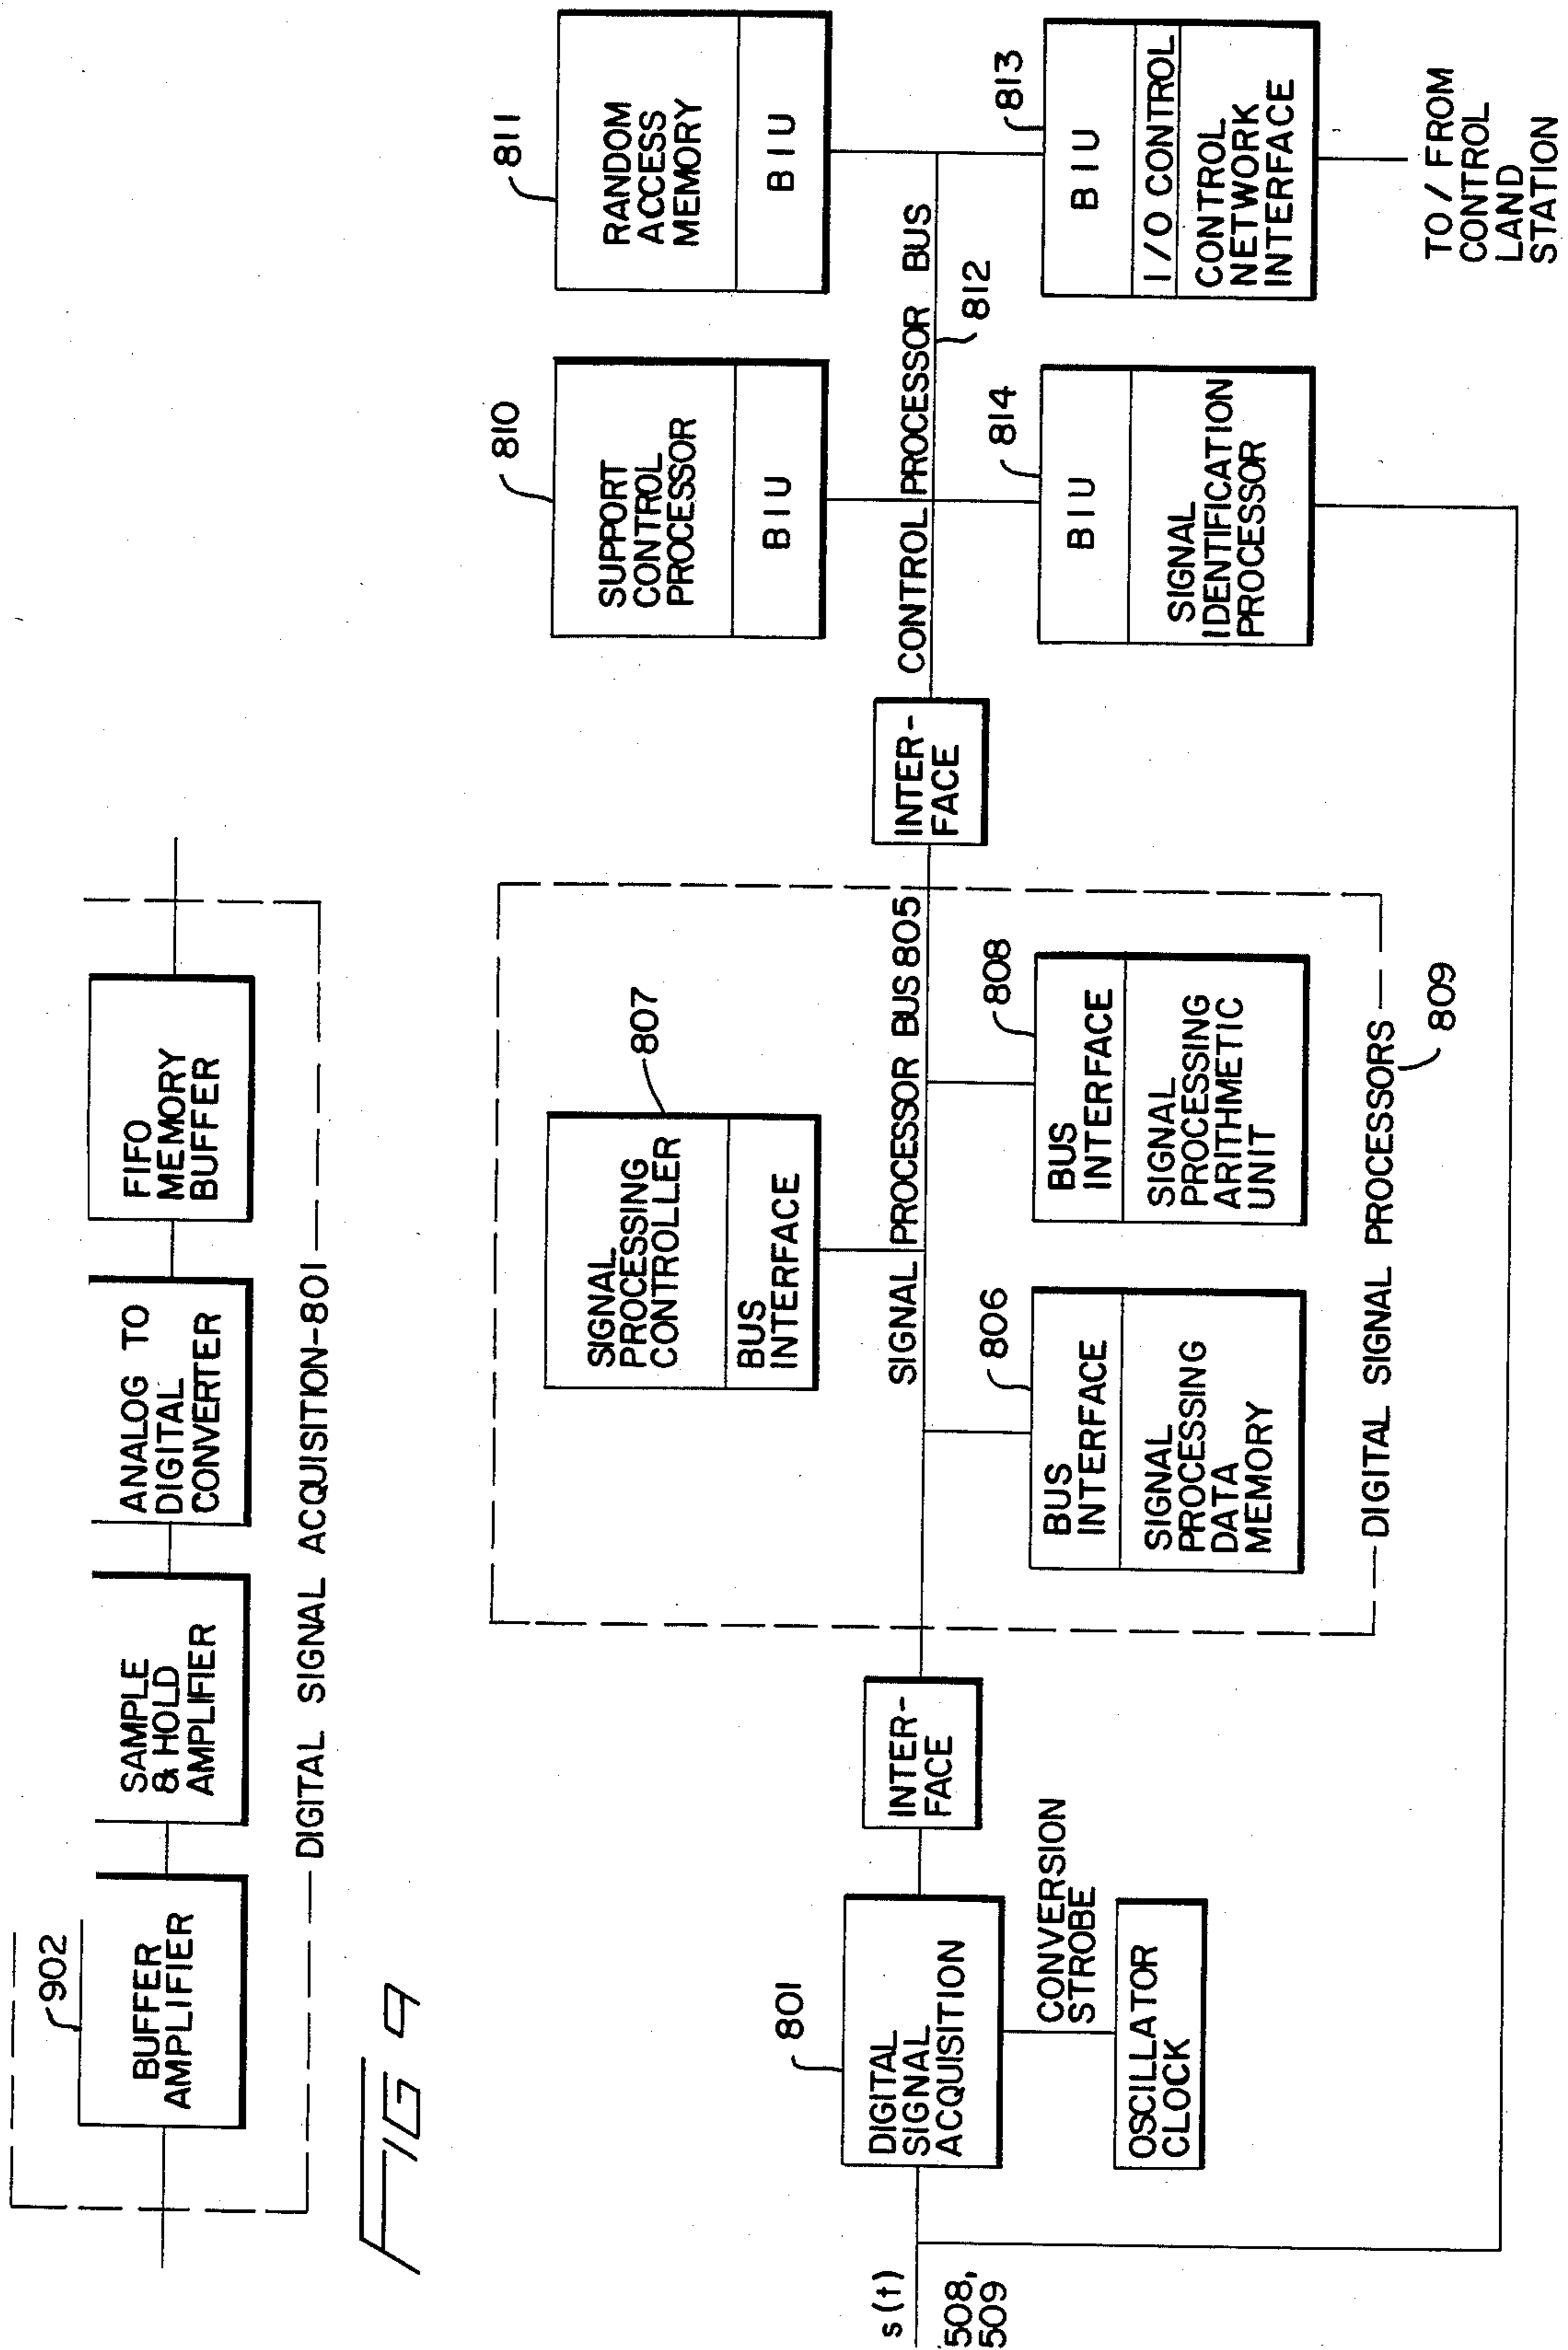 902
BUFFER
AMPLIFIER
SAMPLE
& HOLD
AMPLIFIER
ANALOG TO
DIGITAL
CONVERTER
FIFO
MEMORY
BUFFER
DIGITAL SIGNAL ACQUISITION-801
FIG 9
s(t)
508,
509
801
DIGITAL
SIGNAL
ACQUISITION
CONVERSION
STROBE
OSCILLATOR
CLOCK
INTER-
FACE
807
SIGNAL
PROCESSING
CONTROLLER
BUS
INTERFACE
SIGNAL PROCESSOR BUS 805
806
BUS
INTERFACE
SIGNAL
PROCESSING
DATA
MEMORY
808
BUS
INTERFACE
SIGNAL
PROCESSING
ARITHMETIC
UNIT
DIGITAL SIGNAL PROCESSORS
809
INTER-
FACE
810
SUPPORT
CONTROL
PROCESSOR
BIU
811
RANDOM
ACCESS
MEMORY
BIU
CONTROL PROCESSOR BUS
812
814
BIU
SIGNAL
IDENTIFICATION
PROCESSOR
813
BIU
I/O CONTROL
CONTROL
NETWORK
INTERFACE
TO/FROM
CONTROL
LAND
STATION